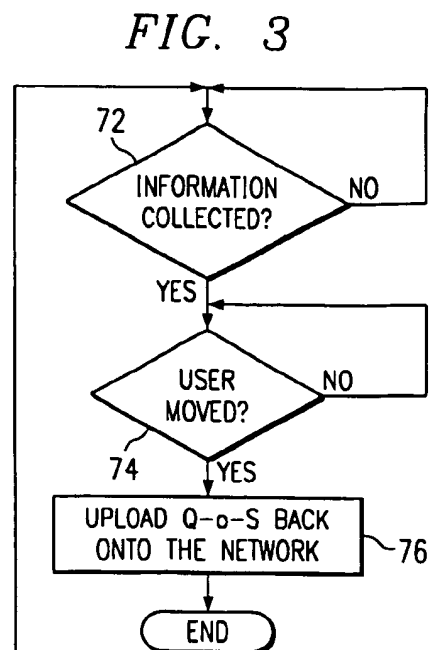 FIG. 3
72
INFORMATION
COLLECTED?
NO
YES
USER
MOVED?
NO
74
YES
UPLOAD Q-o-S BACK
ONTO THE NETWORK
76
END